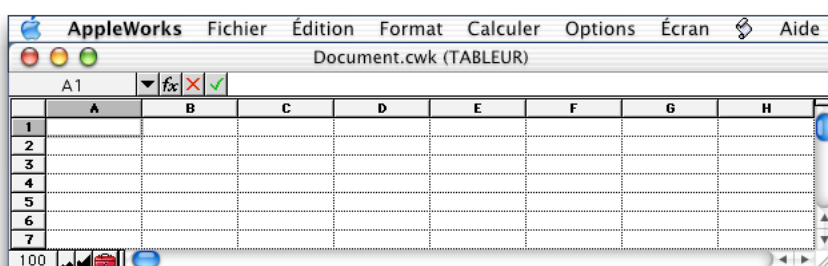 AppleWorks Fichier Édition Format Calculer Options Écran Aide
Document.cwk (TABLEUR)
A1 fx
A B C D E F G H
1
2
3
4
5
6
7
100